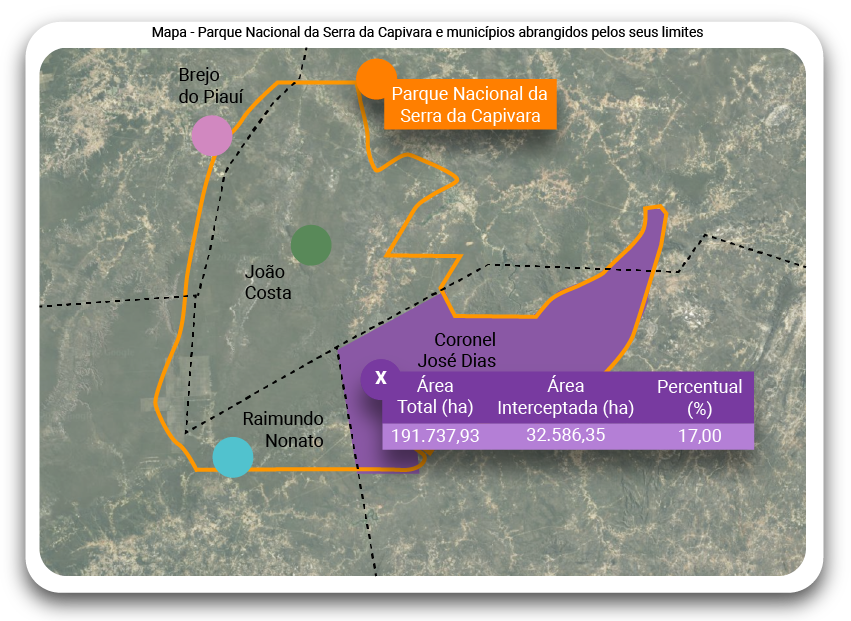 Mapa - Parque Nacional da Serra da Capivara e municípios abrangidos pelos seus limites
Brejo
do Piauí
Parque Nacional da
Serra da Capivara
João
Costa
Coronel
José Dias
X
Área
Total (ha)
Área
Interceptada (ha)
Percentual
(%)
191.737,93
32.586,35
17,00
Raimundo
Nonato